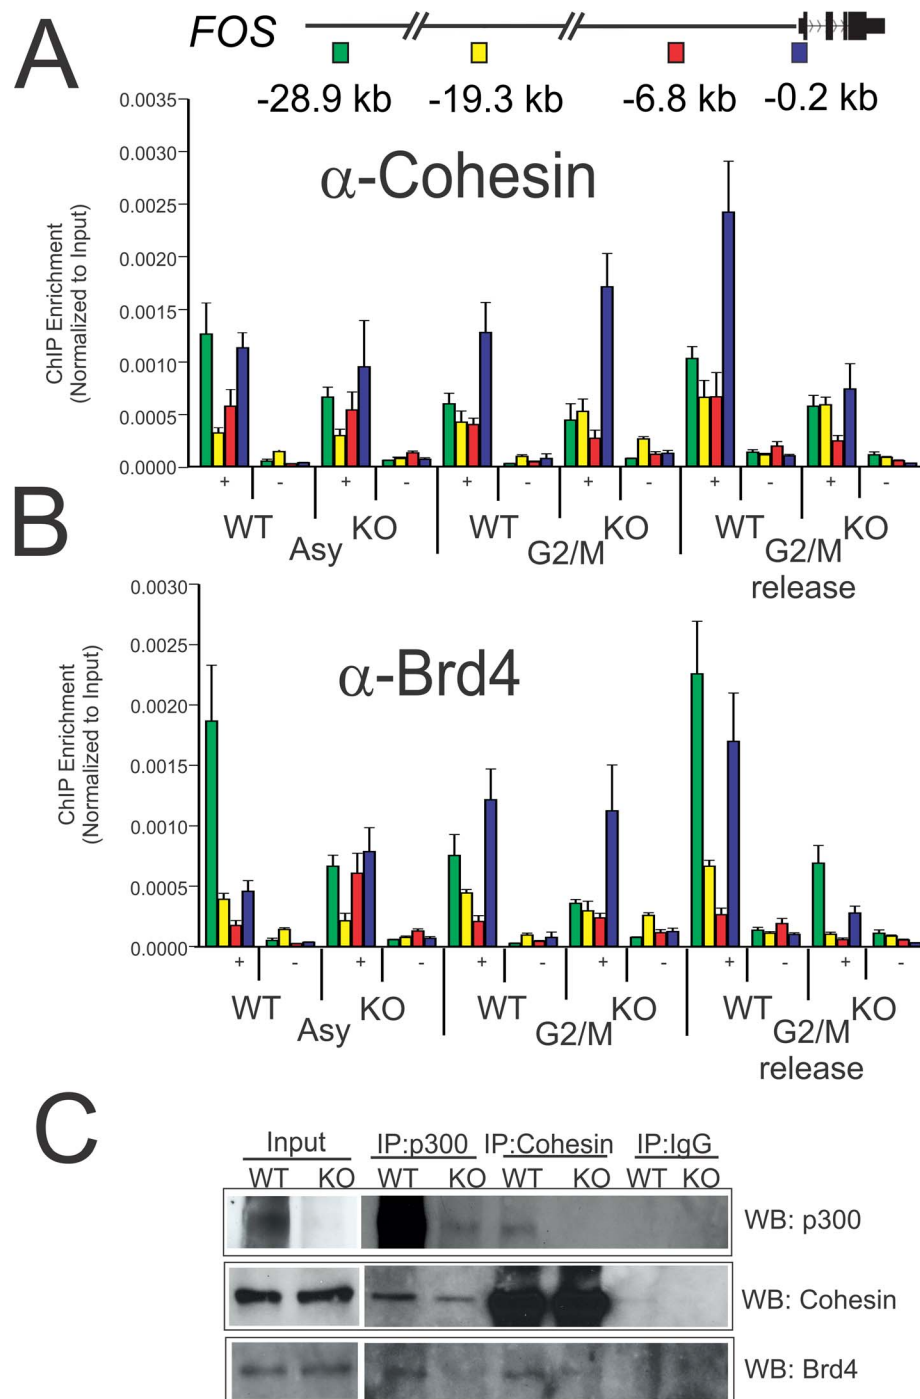 A
FOS
-28.9 kb -19.3 kb -6.8 kb -0.2 kb
α-Cohesin
ChIP Enrichment
(Normalized to Input)
0.0035
0.0030
0.0025
0.0020
0.0015
0.0010
0.0005
0.0000
+ - + - + - + - + - + -
WT KO WT KO WT KO
Asy G2/M G2/M
release
B
α-Brd4
ChIP Enrichment
(Normalized to Input)
0.0030
0.0025
0.0020
0.0015
0.0010
0.0005
0.0000
+ - + - + - + - + - + -
WT KO WT KO WT KO
Asy G2/M G2/M
release
C
Input IP:p300 IP:Cohesin IP:IgG
WT KO WT KO WT KO WT KO
WB: p300
WB: Cohesin
WB: Brd4